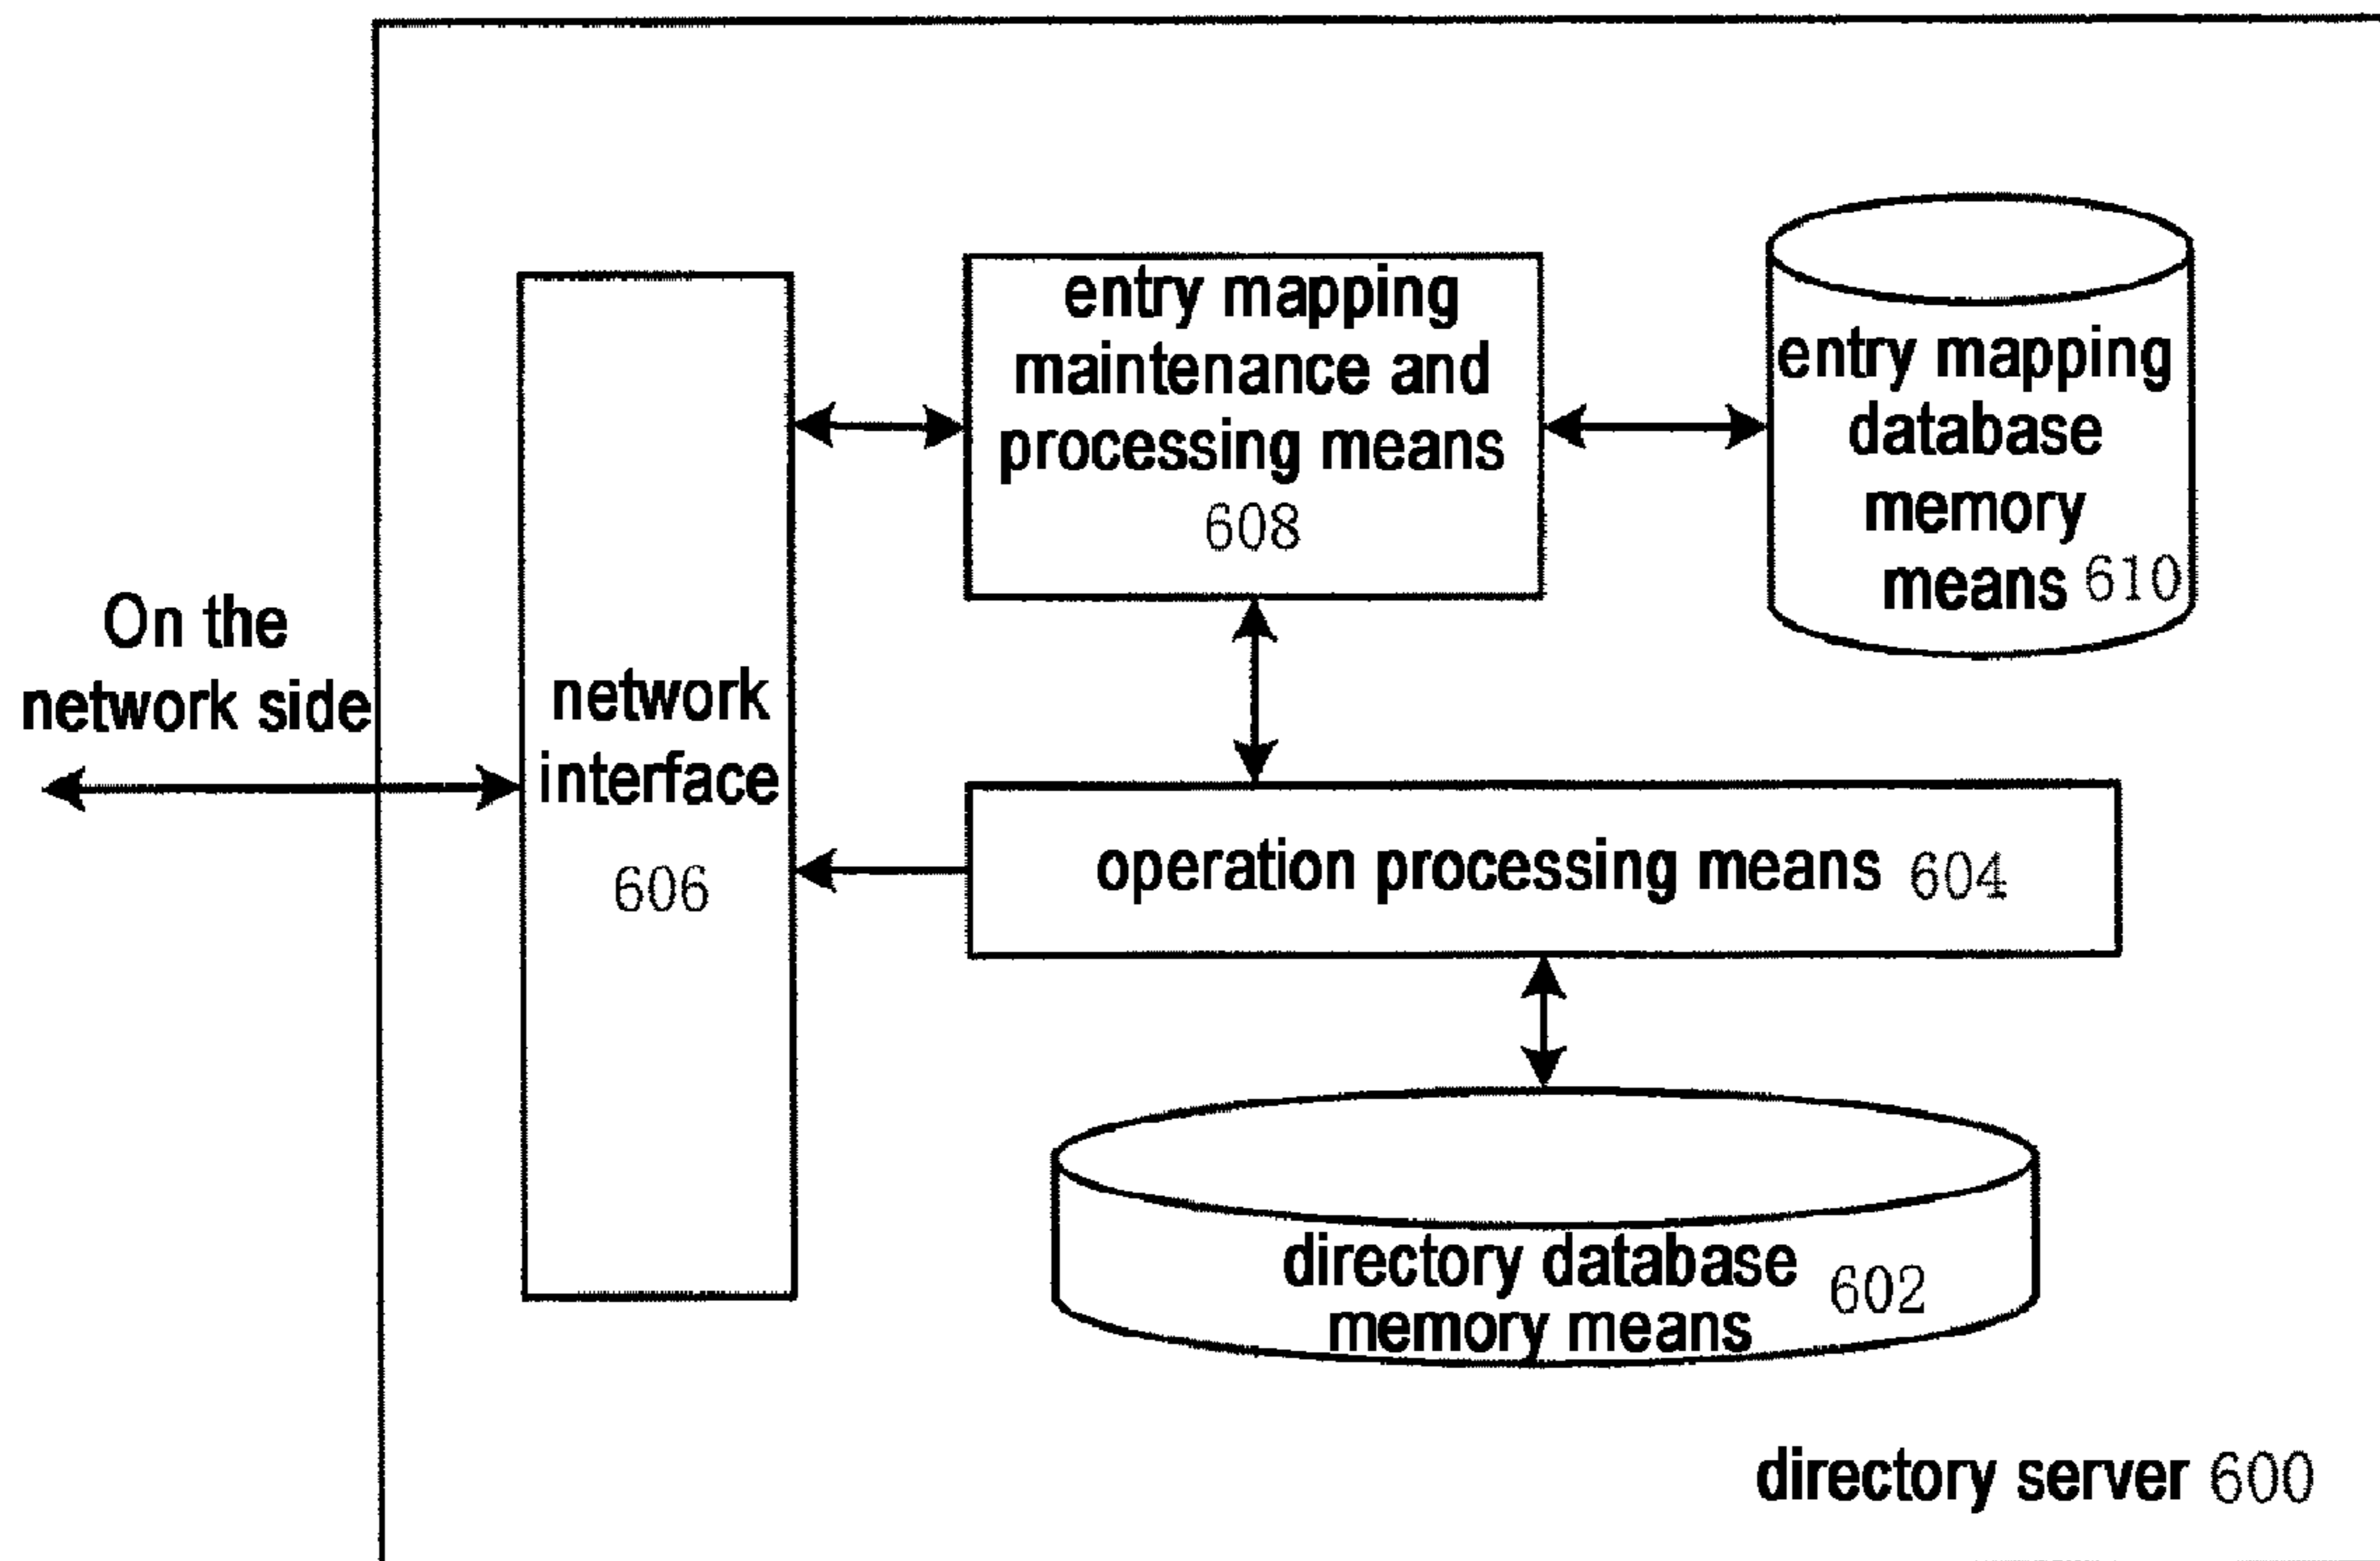 On the
network side
network
interface
606
entry mapping
maintenance and
processing means
608
entry mapping
database
memory
means 610
operation processing means 604
directory database 602
memory means
directory server 600